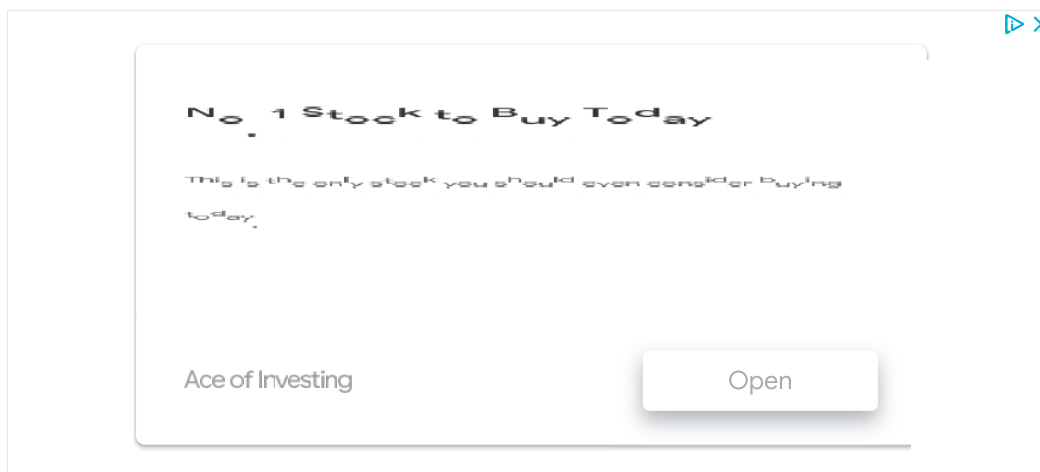 No. 1 Stock to Buy Today
This is the only stock you should even consider buying
today.
Ace of Investing
Open